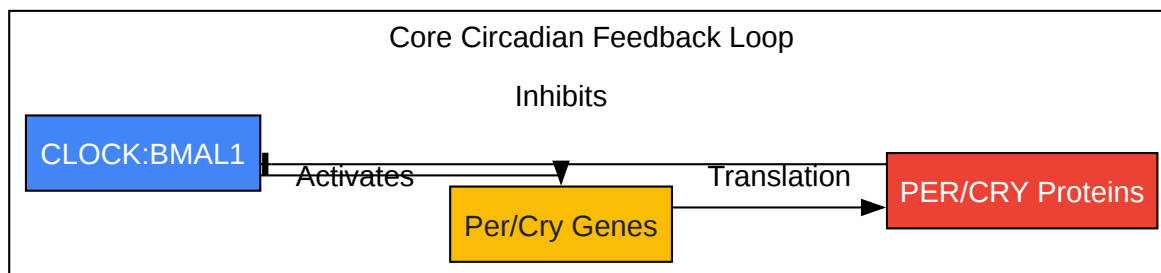 Core Circadian Feedback Loop
Inhibits
CLOCK:BMAL1
Activates
Translation
PER/CRY Proteins
Per/Cry Genes